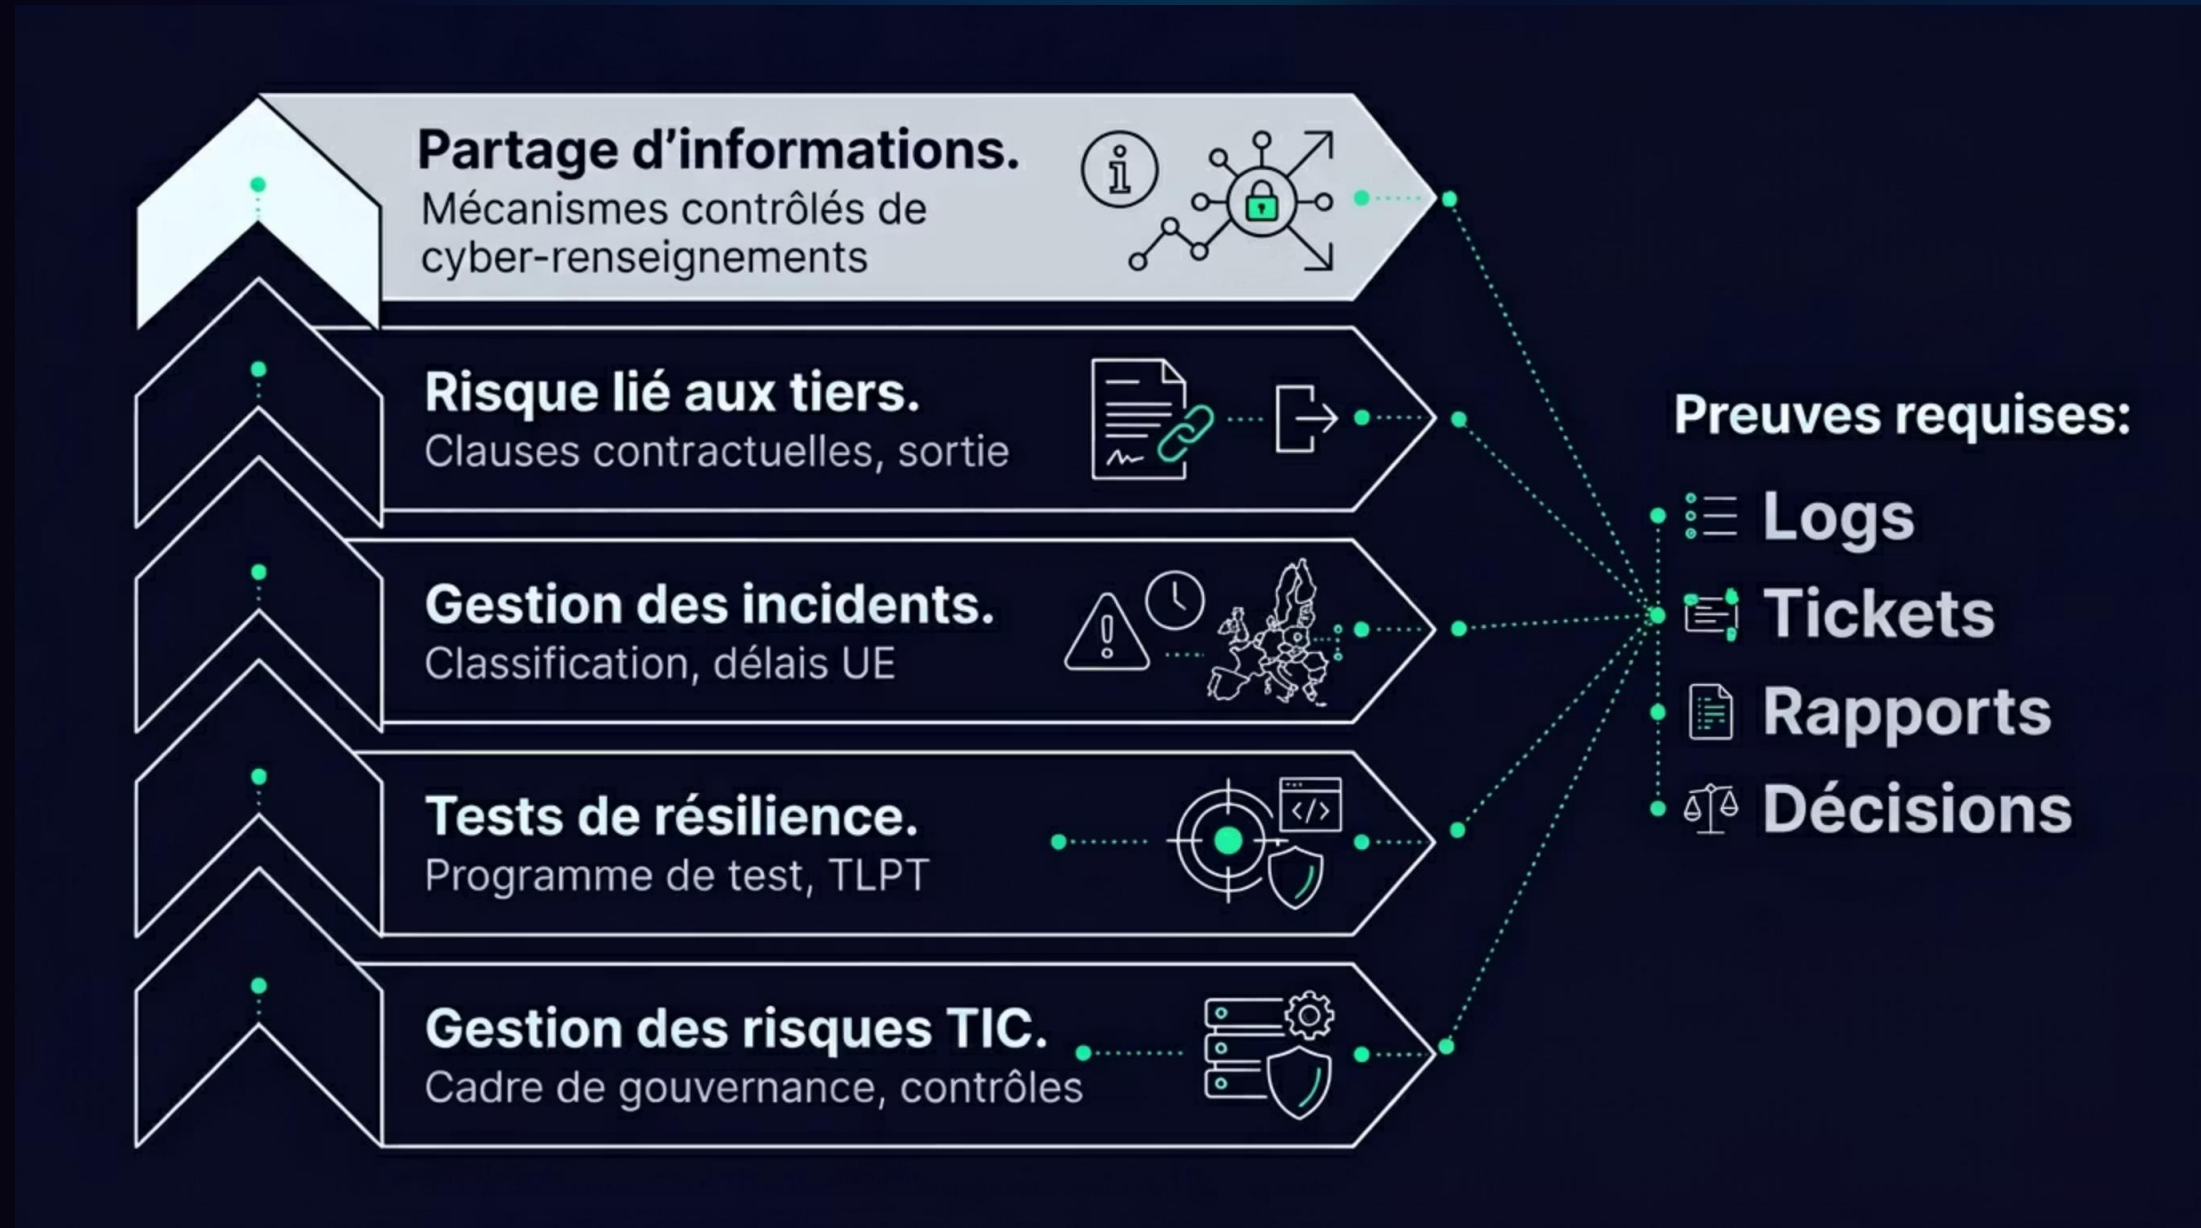 Partage d’informations.
Mécanismes contrôlés de
cyber-renseignements
Risque lié aux tiers.
Clauses contractuelles, sortie
Gestion des incidents.
Classification, délais UE
Tests de résilience.
Programme de test, TLPT
</>
Gestion des risques TIC.
Cadre de gouvernance, contrôles
Preuves requises:
Logs
Tickets
Rapports
Décisions